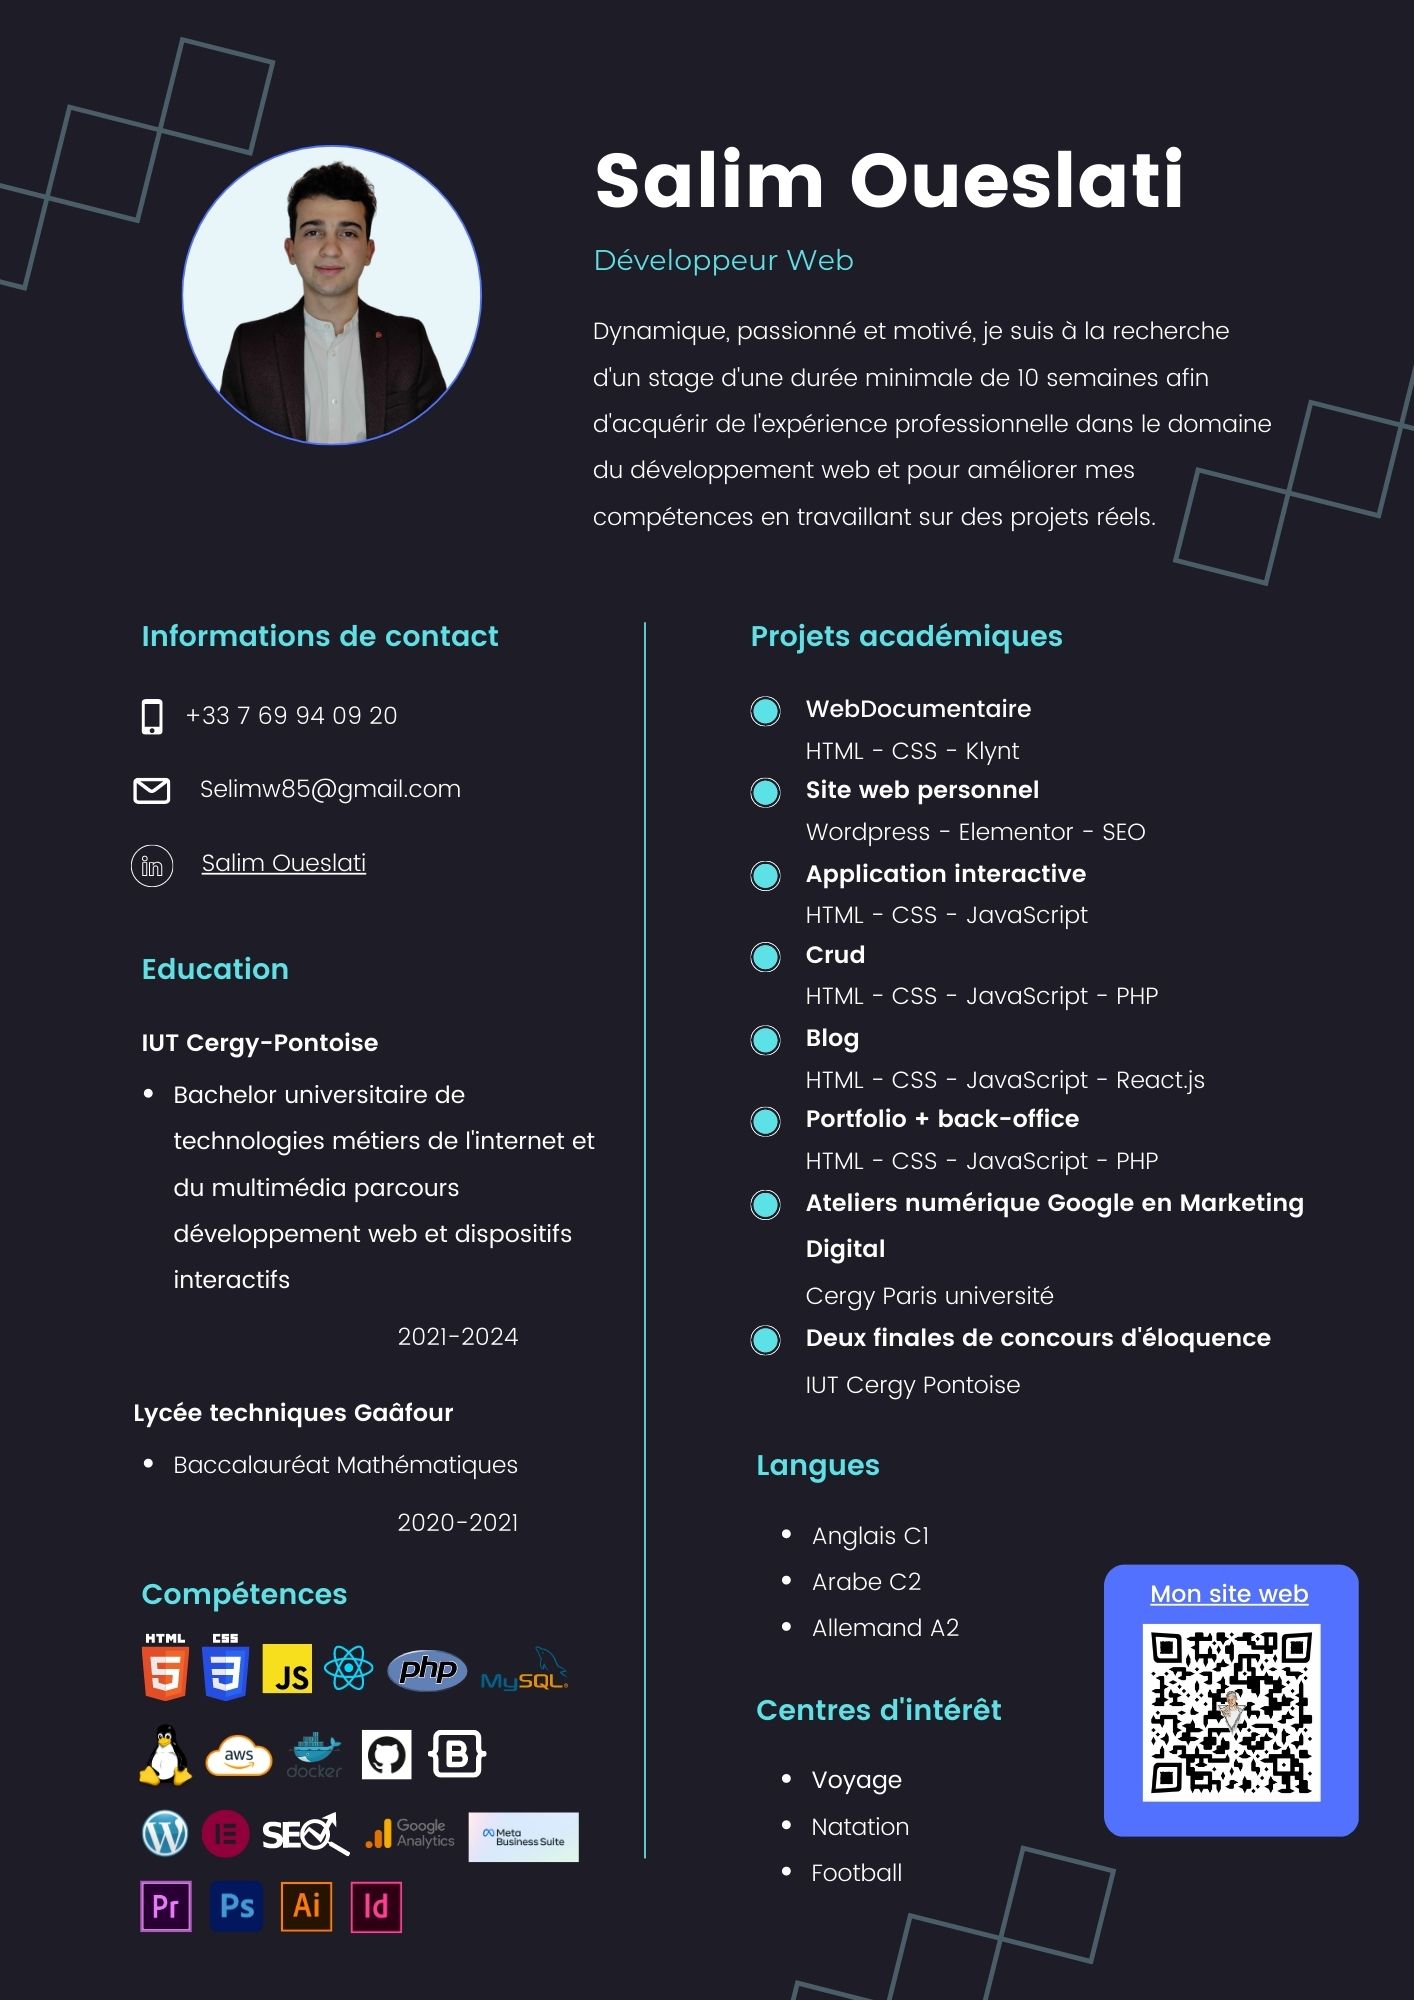 Salim Oueslati
Développeur Web
Dynamique, passionné et motivé, je suis à la recherche
d'un stage d'une durée minimale de 10 semaines afin
d'acquérir de l'expérience professionnelle dans le domaine
du développement web et pour améliorer mes
compétences en travaillant sur des projets réels.
Informations de contact
+33 7 69 94 09 20
Selimw85@gmail.com
in
Salim Oueslati
Education
IUT Cergy-Pontoise
• Bachelor universitaire de
technologies métiers de l'internet et
du multimédia parcours
développement web et dispositifs
interactifs
2021-2024
Lycée techniques Gaâfour
• Baccalauréat Mathématiques
2020-2021
Compétences
HTML 5 CSS 3 JS php MySQL
aws docker B
W E SEO Google Analytics Meta Business Suite
Pr Ps Ai Id
Projets académiques
WebDocumentaire
HTML - CSS - Klynt
Site web personnel
Wordpress - Elementor - SEO
Application interactive
HTML - CSS - JavaScript
Crud
HTML - CSS - JavaScript - PHP
Blog
HTML - CSS - JavaScript - React.js
Portfolio + back-office
HTML - CSS - JavaScript - PHP
Ateliers numérique Google en Marketing
Digital
Cergy Paris université
Deux finales de concours d'éloquence
IUT Cergy Pontoise
Langues
• Anglais C1
• Arabe C2
• Allemand A2
Centres d'intérêt
• Voyage
• Natation
• Football
Mon site web